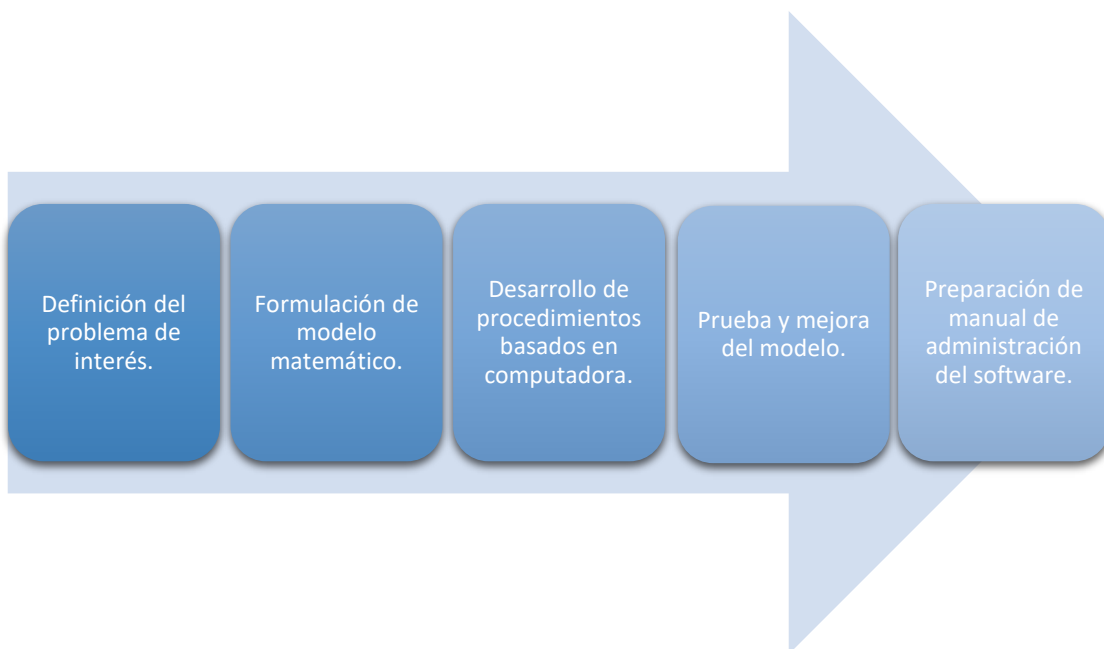 Definición del
problema de
interés.
Formulación de
modelo
matemático.
Desarrollo de
procedimientos
basados en
computadora.
Prueba y mejora
del modelo.
Preparación de
manual de
administración
del software.